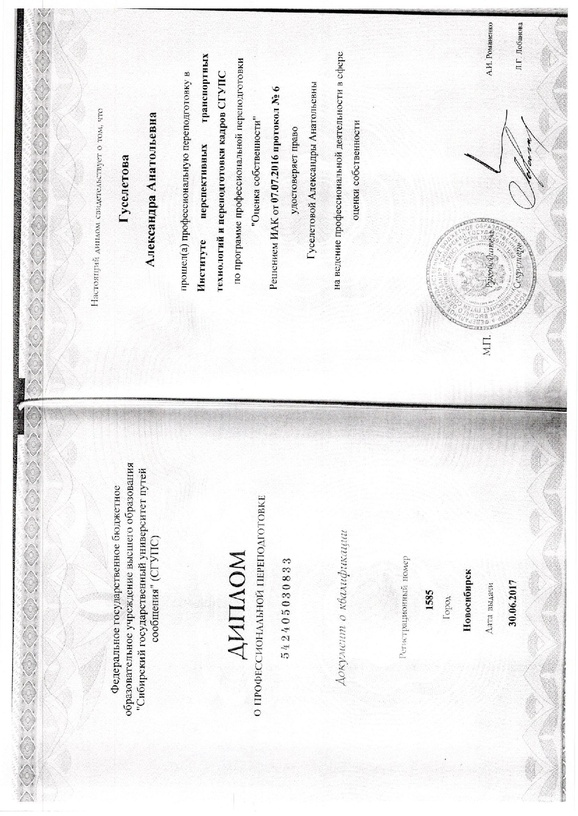 Федеральное государственное бюджетное
образовательное учреждение высшего образования
"Сибирский государственный университет путей
сообщения" (СГУПС)
ДИПЛОМ
О ПРОФЕССИОНАЛЬНОЙ ПЕРЕПОДГОТОВКЕ
542405030833
Документ о квалификации
Регистрационный номер
1585
Город
Новосибирск
Дата выдачи
30.06.2017
Настоящий диплом свидетельствует о том, что
Гуселетова
Александра Анатольевна
прошел(а) профессиональную переподготовку в
Институте перспективных транспортных
технологий и переподготовки кадров СГУПС
по программе профессиональной переподготовки
"Оценка собственности"
Решением ИАК от 07.07.2016 протокол № 6
удостоверяет право
Гуселетовой Александры Анатольевны
на ведение профессиональной деятельности в сфере
оценки собственности
М.П.
Руководитель
А.И. Романенко
Секретарь
Л.Г. Лобанова